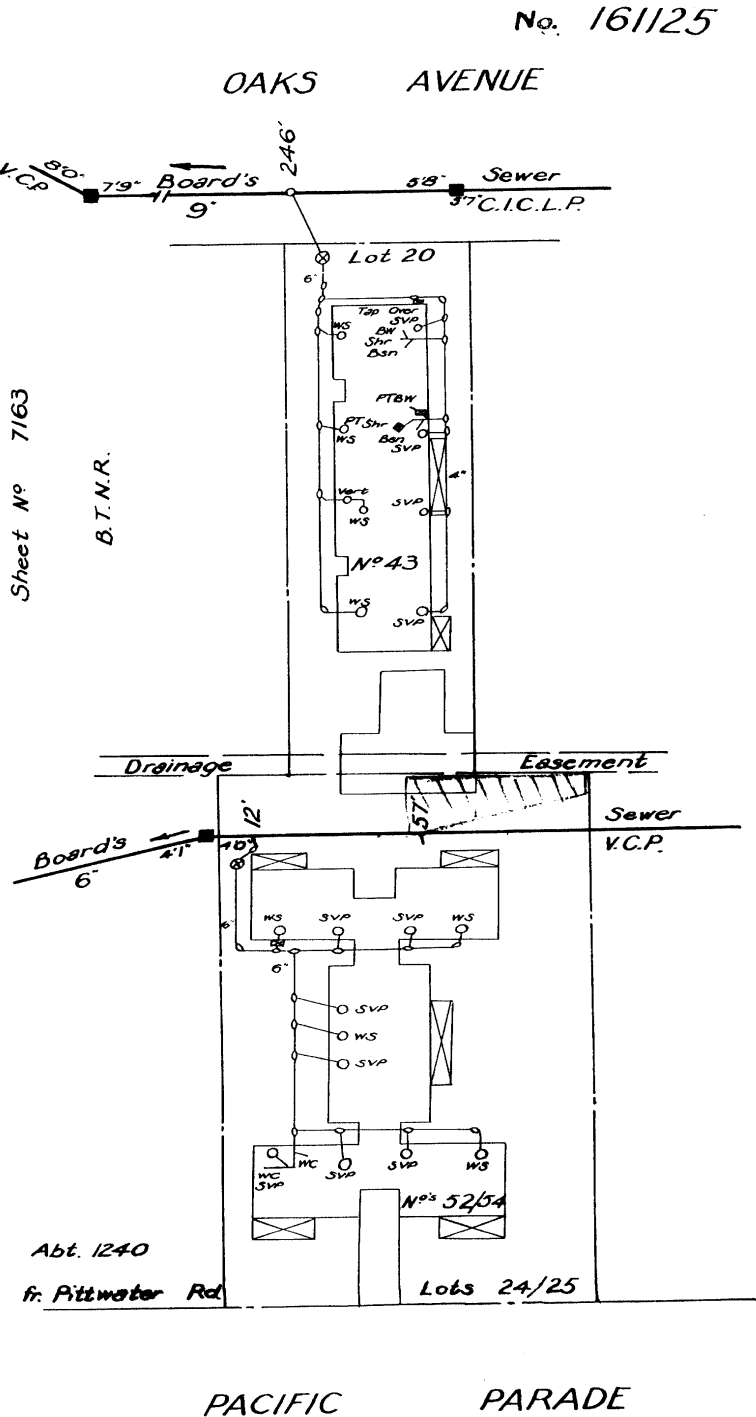 No. 161125
OAKS AVENUE
246'
V.C.P.
8'0"
7'9" Board's 5'8" Sewer
9" 3'7" C.I.C.L.P.
Lot 20
6"
Tap Over
SVP
WS
BW
Shr
Bsn
PTBW
PT Shr
WS
Bsn
SVP
4"
Vert
WS
SVP
No 43
WS
SVP
Sheet No 7163
B.T.N.R.
Drainage Easement
12'
57'
Sewer
V.C.P.
Board's
6"
4'1"
4'0"
6"
WS SVP SVP WS
6"
SVP
WS
SVP
WC
SVP
WC
SVP
SVP
WS
No's 52/54
Abt. 1240
fr. Pittwater Rd
Lots 24/25
PACIFIC PARADE